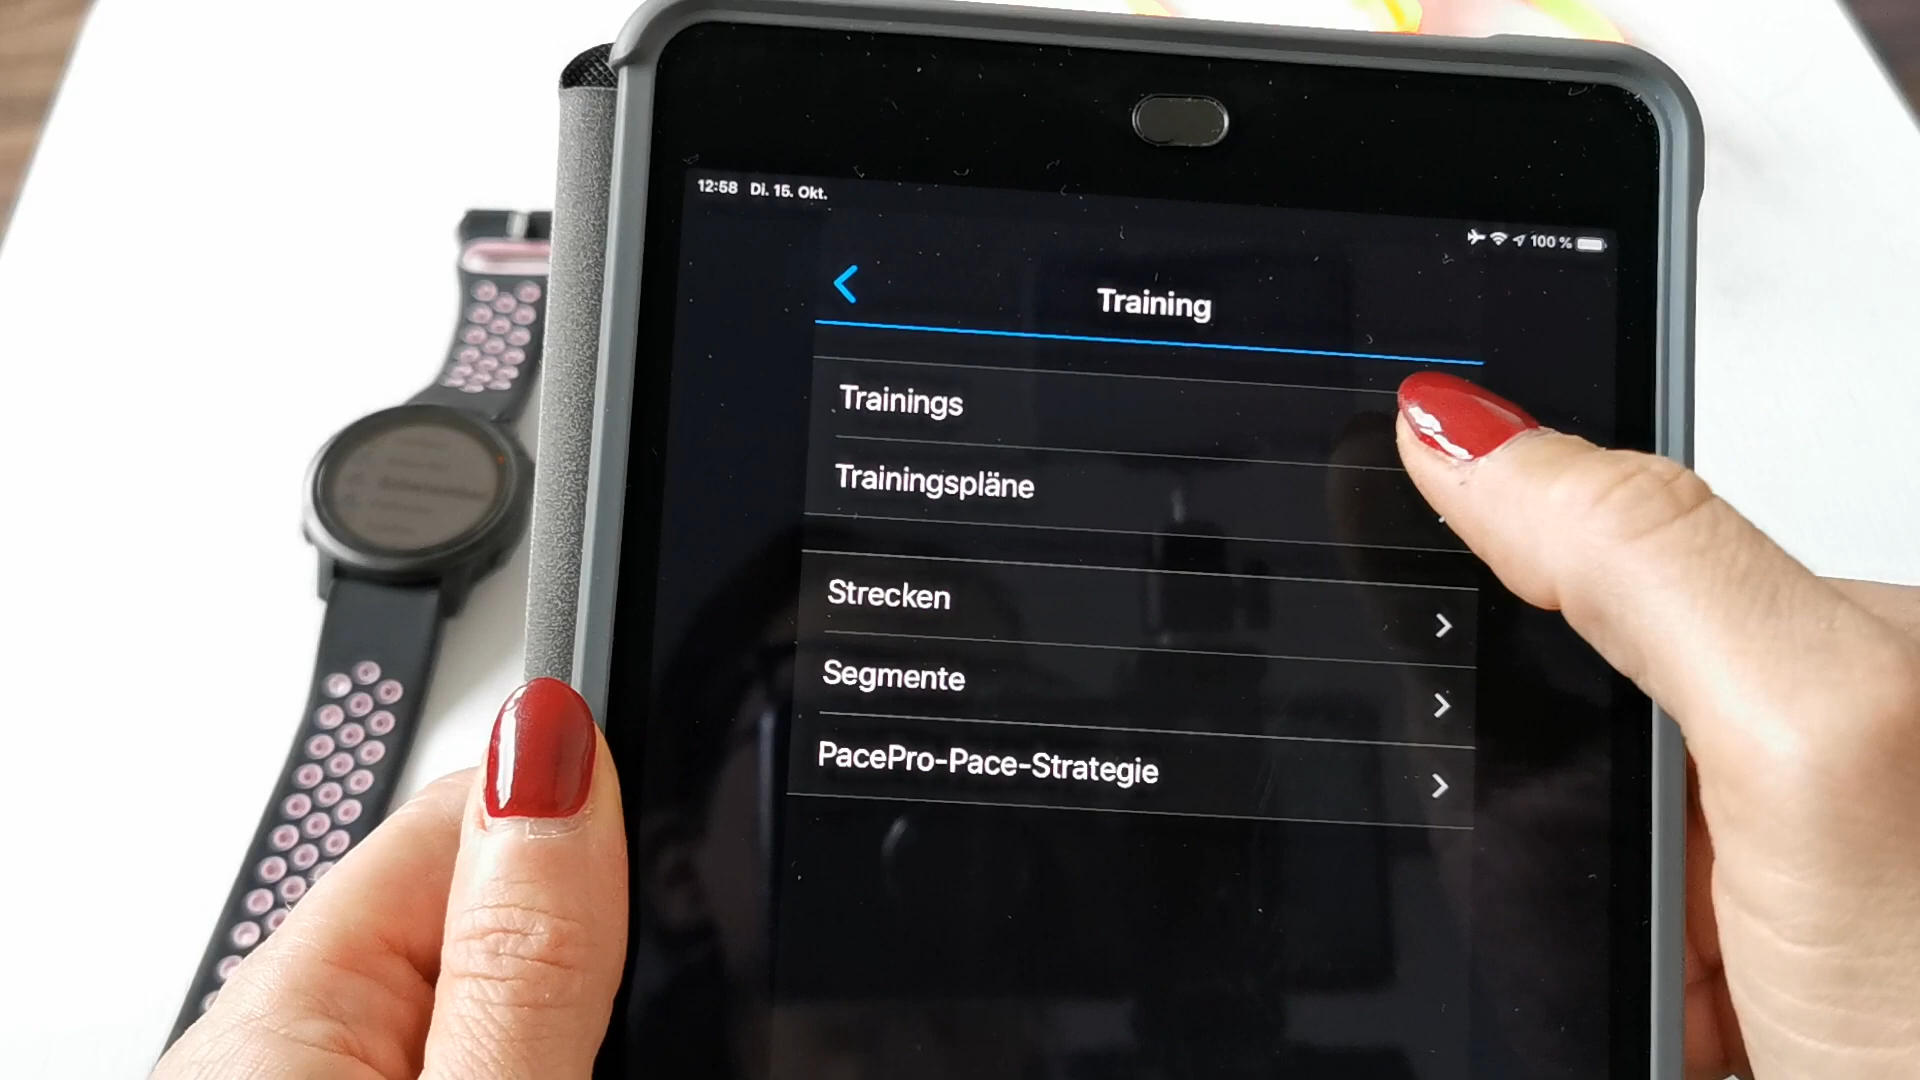 12:58 Di. 15. Okt.
100 %
Training
Trainings
Trainingspläne
Strecken
Segmente
PacePro-Pace-Strategie